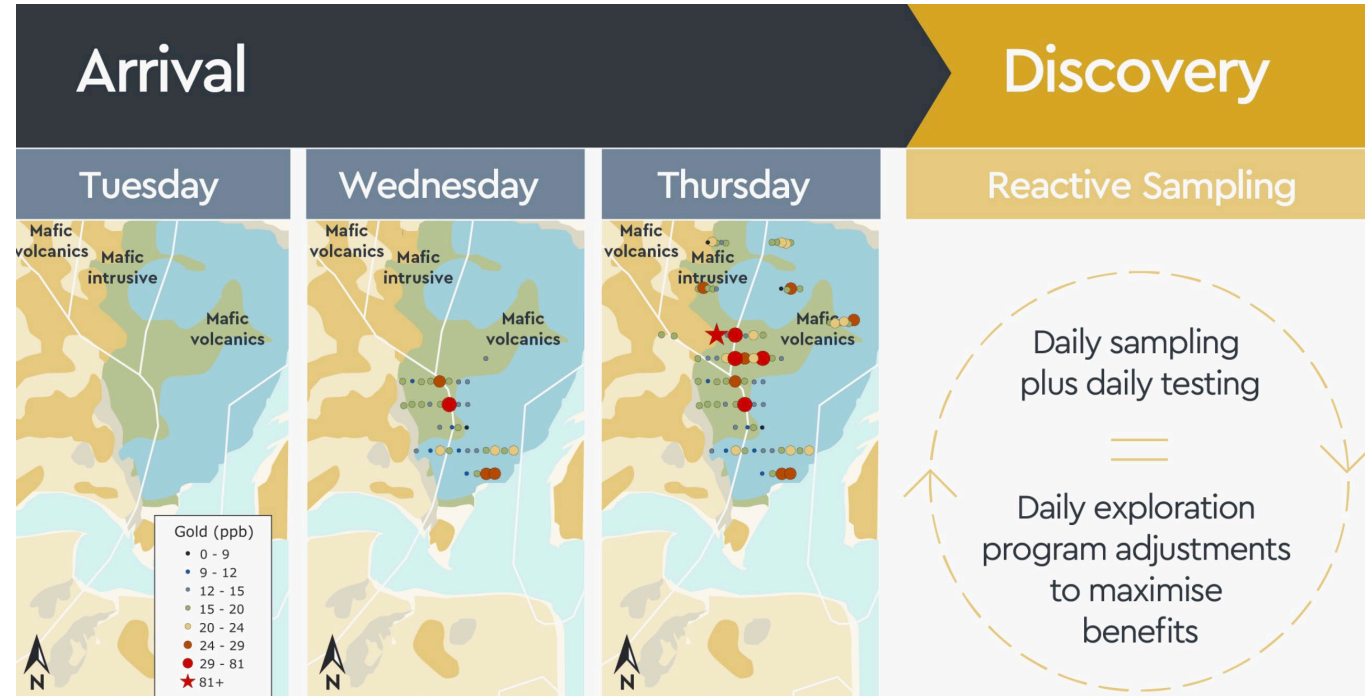 Arrival
Discovery
Tuesday
Wednesday
Thursday
Reactive Sampling
Mafic
volcanics
Mafic
intrusive
Mafic
volcanics
Gold (ppb)
0 - 9
9 - 12
12 - 15
15 - 20
20 - 24
24 - 29
29 - 81
81+
N
Mafic
volcanics
Mafic
intrusive
Mafic
volcanics
N
Mafic
volcanics
Mafic
intrusive
Mafic
volcanics
N
Daily sampling
plus daily testing
=
Daily exploration
program adjustments
to maximise
benefits